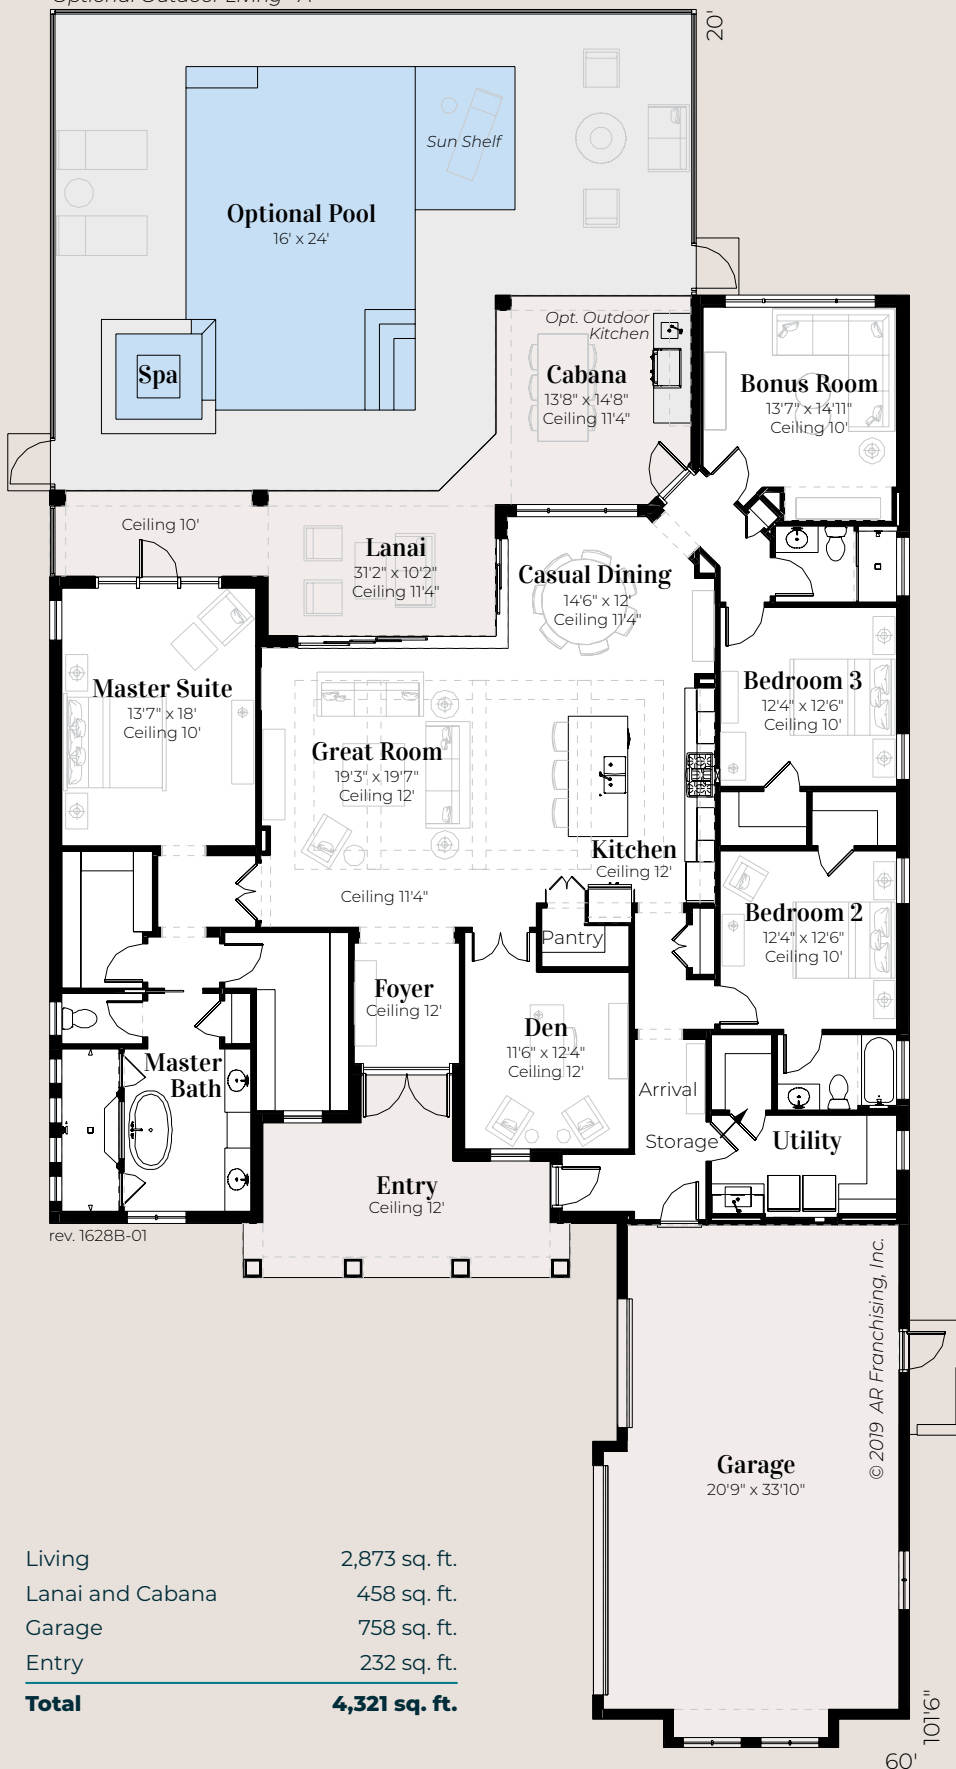 Optional Outdoor Living - A
20'
Sun Shelf
Optional Pool
16' x 24'
Spa
Opt. Outdoor
Kitchen
Cabana
13'8" x 14'8"
Ceiling 11'4"
Bonus Room
13'7" x 14'11"
Ceiling 10'
Ceiling 10'
Lanai
31'2" x 10'2"
Ceiling 11'4"
Casual Dining
14'6" x 12'
Ceiling 11'4"
Master Suite
13'7" x 18'
Ceiling 10'
Great Room
19'3" x 19'7"
Ceiling 12'
Bedroom 3
12'4" x 12'6"
Ceiling 10'
Kitchen
Ceiling 12'
Ceiling 11'4"
Pantry
Bedroom 2
12'4" x 12'6"
Ceiling 10'
Foyer
Ceiling 12'
Den
11'6" x 12'4"
Ceiling 12'
Master
Bath
Arrival
Storage
Utility
Entry
Ceiling 12'
rev. 1628B-01
© 2019 AR Franchising, Inc.
Garage
20'9" x 33'10"
Living 2,873 sq. ft.
Lanai and Cabana 458 sq. ft.
Garage 758 sq. ft.
Entry 232 sq. ft.
Total 4,321 sq. ft.
101'6"
60'